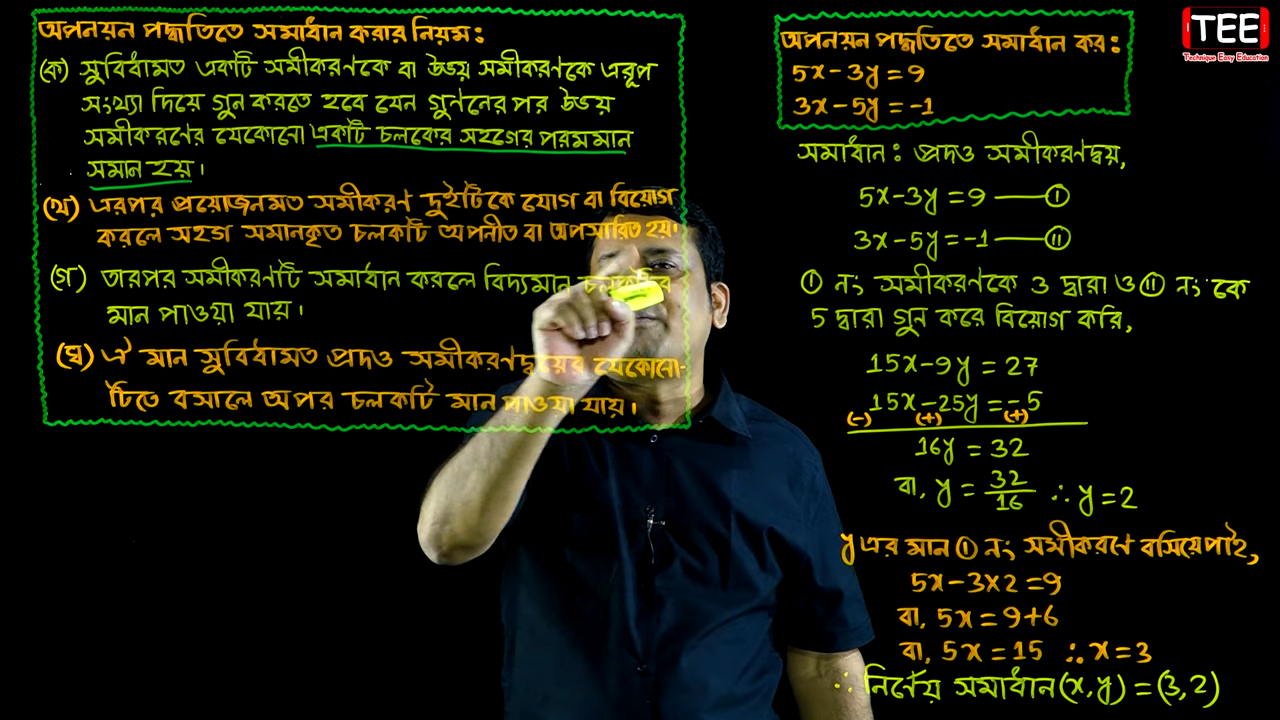 অপনয়ন পদ্ধতিতে সমাধান করার নিয়ম:
(ক) সুবিধামত একটি সমীকরণকে বা উভয় সমীকরণকে এরূপ
সংখ্যা দিয়ে গুন করতে হবে যেন গুণনের পর উভয়
সমীকরণের যেকোনো একটি চলকের সহগের পরমমান
সমান হয়।
(খ) এরপর প্রয়োজনমত সমীকরণ দুইটিকে যোগ বা বিয়োগ
করলে সহগ সমানকৃত চলকটি অপনীত বা অপসারিত হয়।
(গ) তারপর সমীকরণটি সমাধান করলে বিদ্যমান
মান পাওয়া যায়।
(ঘ) ঐ মান সুবিধামত প্রদত্ত সমীকরণদ্বয়ের যেকোনো-
টিতে বসালে অপর চলকটি মান পাওয়া যায়।
TEE
Technique Easy Education
অপনয়ন পদ্ধতিতে সমাধান কর:
5x-3y=9
3x-5y=-1
সমাধান: প্রদত্ত সমীকরণদ্বয়,
5x-3y=9 — (i)
3x-5y=-1 — (ii)
(i) নং সমীকরণকে 3 দ্বারা ও (ii) নং কে
5 দ্বারা গুন করে বিয়োগ করি,
15x-9y=27
15x-25y=-5
(-) (+) (+)
16y = 32
বা, y = 32/16 ∴ y=2
y এর মান (i) নং সমীকরণে বসিয়ে পাই,
5x-3x2=9
বা, 5x=9+6
বা, 5x=15 ∴ x=3
∴ নির্ণেয় সমাধান (x,y)=(3,2)